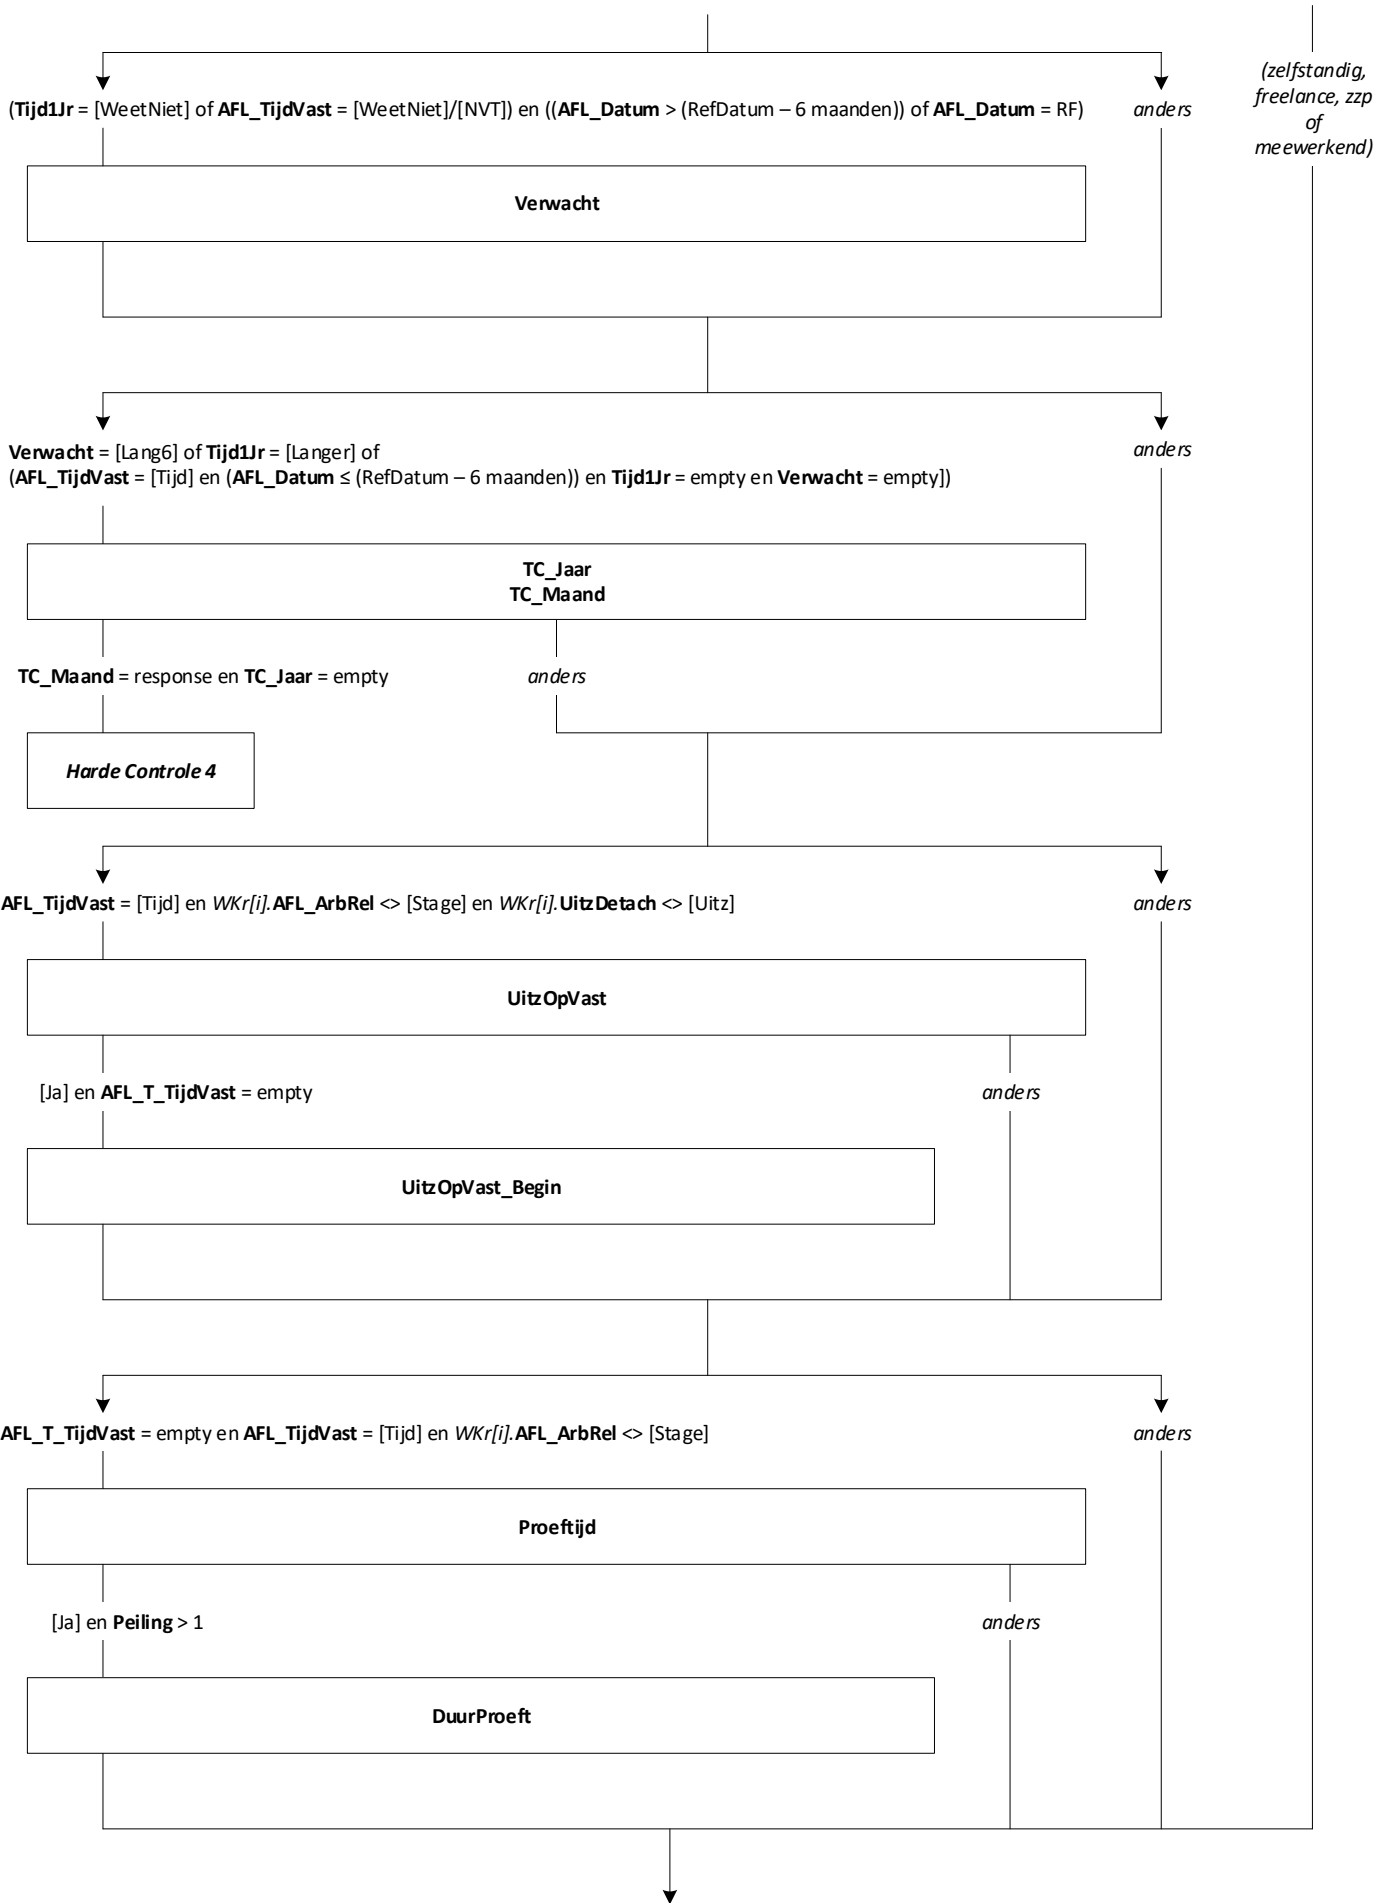 (zelfstandig,
freelance, zzp
of
meewerkend)
(Tijd1Jr = [WeetNiet] of AFL_TijdVast = [WeetNiet]/[NVT]) en ((AFL_Datum > (RefDatum – 6 maanden)) of AFL_Datum = RF)
anders
Verwacht
Verwacht = [Lang6] of Tijd1Jr = [Langer] of
(AFL_TijdVast = [Tijd] en (AFL_Datum ≤ (RefDatum – 6 maanden)) en Tijd1Jr = empty en Verwacht = empty])
anders
TC_Jaar
TC_Maand
TC_Maand = response en TC_Jaar = empty
anders
Harde Controle 4
AFL_TijdVast = [Tijd] en WKr[i].AFL_ArbRel <> [Stage] en WKr[i].UitzDetach <> [Uitz]
anders
UitzOpVast
[Ja] en AFL_T_TijdVast = empty
anders
UitzOpVast_Begin
AFL_T_TijdVast = empty en AFL_TijdVast = [Tijd] en WKr[i].AFL_ArbRel <> [Stage]
anders
Proeftijd
[Ja] en Peiling > 1
anders
DuurProeft